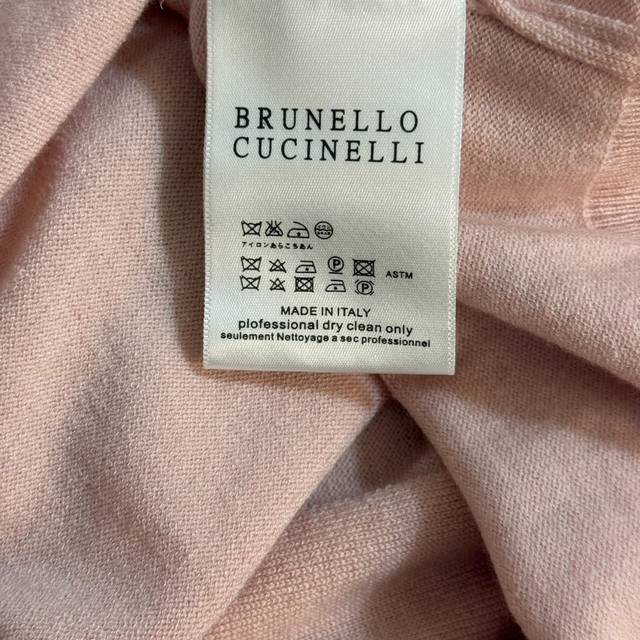 BRUNELLO
CUCINELLI
アイロンあらこちあん
ASTM
MADE IN ITALY
plofessional dry clean only
seulement Nettoyage a sec professionnel